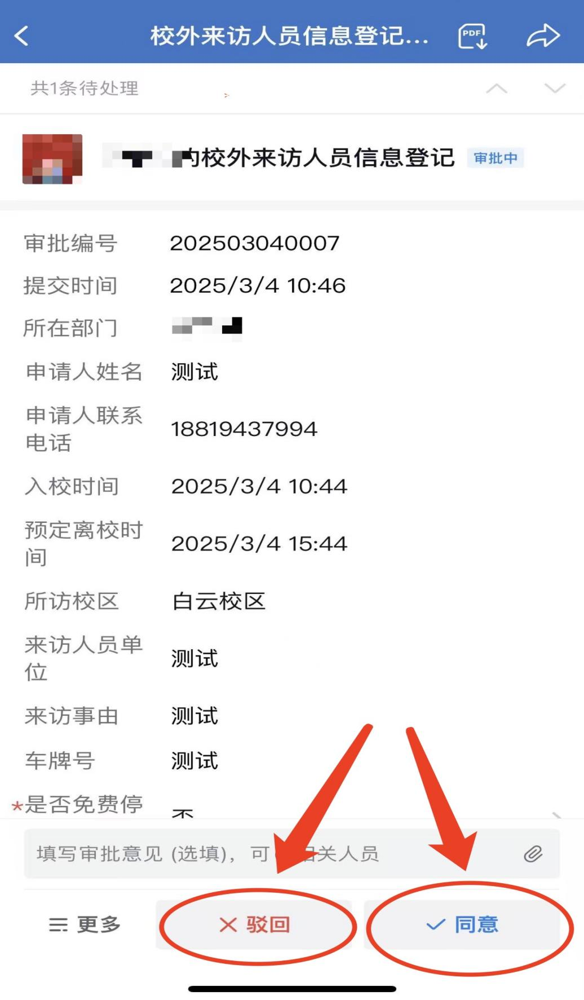 校外来访人员信息登记...
PDF
共1条待处理
的校外来访人员信息登记 审批中
审批编号 202503040007
提交时间 2025/3/4 10:46
所在部门
申请人姓名 测试
申请人联系
电话
18819437994
入校时间 2025/3/4 10:44
预定离校时
间
2025/3/4 15:44
所访校区 白云校区
来访人员单
位
测试
来访事由 测试
车牌号 测试
*是否免费停 否
填写审批意见 (选填), 可 相关人员
更多 驳回 同意